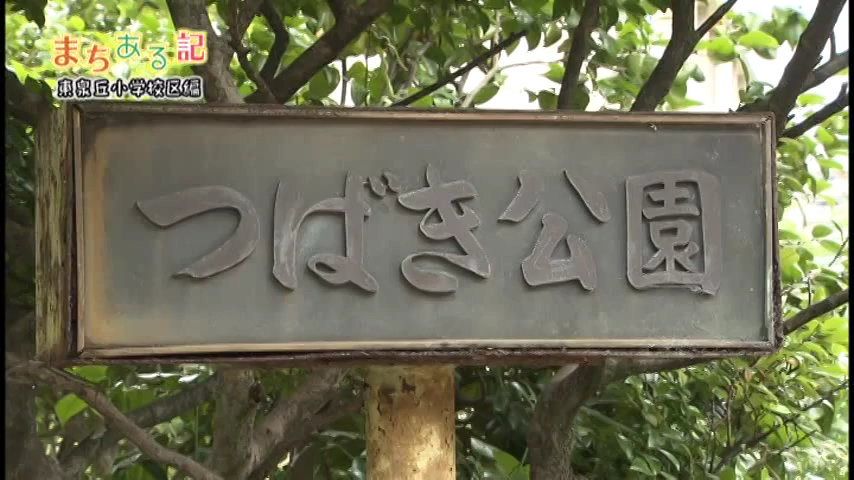 まちある記
東泉丘小学校区編
つばき公園